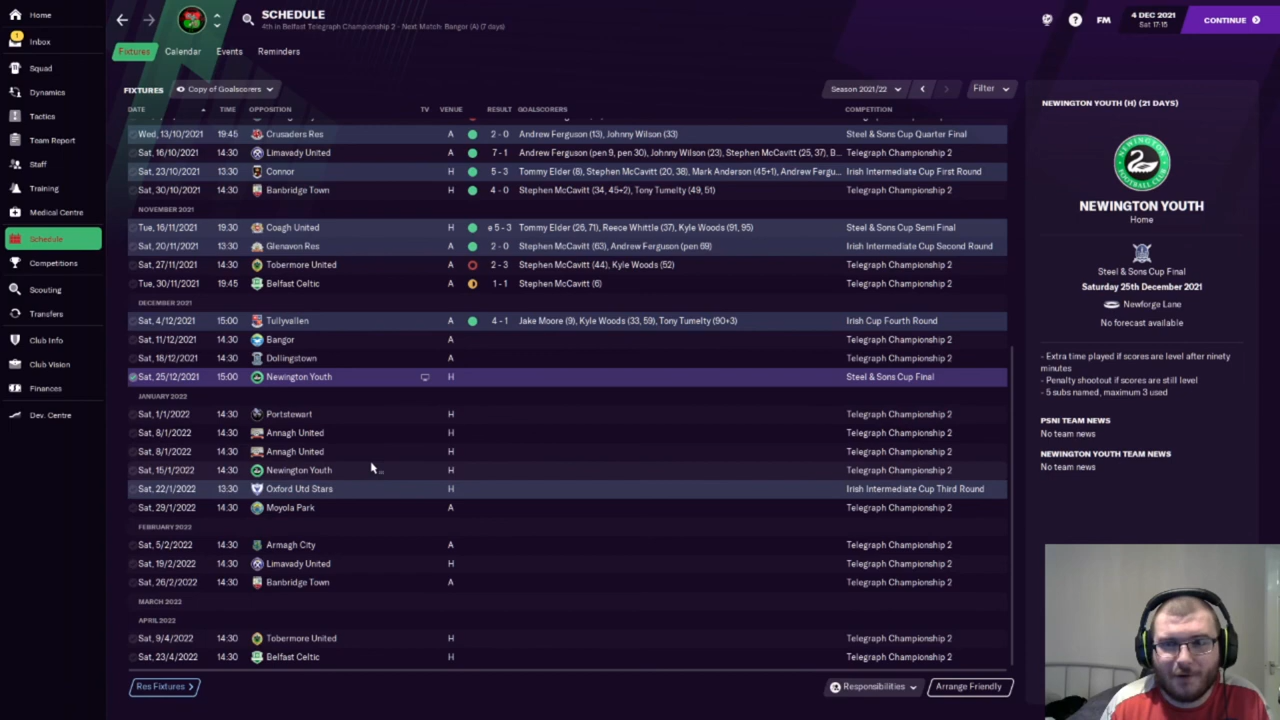 Home
Inbox
1
Squad
Dynamics
Tactics
Team Report
Staff
Training
Medical Centre
Schedule
Competitions
Scouting
Transfers
Club Info
Club Vision
Finances
Dev. Centre
SCHEDULE
4th in Belfast Telegraph Championship 2 - Next Match: Bangor (A) (7 days)
FM
4 DEC 2021
Sat 17:15
CONTINUE
Fixtures Calendar Events Reminders
FIXTURES Copy of Goalscorers Season 2021/22 Filter
DATE TIME OPPOSITION TV VENUE RESULT GOALSCORERS COMPETITION
Wed, 13/10/2021 19:45 Crusaders Res A 2 - 0 Andrew Ferguson (13), Johnny Wilson (33) Steel & Sons Cup Quarter Final
Sat, 16/10/2021 14:30 Limavady United A 7 - 1 Andrew Ferguson (pen 9, pen 30), Johnny Wilson (23), Stephen McCavitt (25, 37), B... Telegraph Championship 2
Sat, 23/10/2021 13:30 Connor H 5 - 3 Tommy Elder (8), Stephen McCavitt (20, 38), Mark Anderson (45+1), Andrew Fergu... Irish Intermediate Cup First Round
Sat, 30/10/2021 14:30 Banbridge Town A 4 - 0 Stephen McCavitt (34, 45+2), Tony Tumelty (49, 51) Telegraph Championship 2
NOVEMBER 2021
Tue, 16/11/2021 19:30 Coagh United H e 5 - 3 Tommy Elder (26, 71), Reece Whittle (37), Kyle Woods (91, 95) Steel & Sons Cup Semi Final
Sat, 20/11/2021 13:30 Glenavon Res A 2 - 0 Stephen McCavitt (63), Andrew Ferguson (pen 69) Irish Intermediate Cup Second Round
Sat, 27/11/2021 14:30 Tobermore United A 2 - 3 Stephen McCavitt (44), Kyle Woods (52) Telegraph Championship 2
Tue, 30/11/2021 19:45 Belfast Celtic A 1 - 1 Stephen McCavitt (6) Telegraph Championship 2
DECEMBER 2021
Sat, 4/12/2021 15:00 Tullyvallen A 4 - 1 Jake Moore (9), Kyle Woods (33, 59), Tony Tumelty (90+3) Irish Cup Fourth Round
Sat, 11/12/2021 14:30 Bangor A Telegraph Championship 2
Sat, 18/12/2021 14:30 Dollingstown A Telegraph Championship 2
Sat, 25/12/2021 15:00 Newington Youth H Steel & Sons Cup Final
JANUARY 2022
Sat, 1/1/2022 14:30 Portstewart H Telegraph Championship 2
Sat, 8/1/2022 14:30 Annagh United H Telegraph Championship 2
Sat, 8/1/2022 14:30 Annagh United H Telegraph Championship 2
Sat, 15/1/2022 14:30 Newington Youth H Telegraph Championship 2
Sat, 22/1/2022 13:30 Oxford Utd Stars H Irish Intermediate Cup Third Round
Sat, 29/1/2022 14:30 Moyola Park A Telegraph Championship 2
FEBRUARY 2022
Sat, 5/2/2022 14:30 Armagh City A Telegraph Championship 2
Sat, 19/2/2022 14:30 Limavady United H Telegraph Championship 2
Sat, 26/2/2022 14:30 Banbridge Town A Telegraph Championship 2
MARCH 2022
APRIL 2022
Sat, 9/4/2022 14:30 Tobermore United H Telegraph Championship 2
Sat, 23/4/2022 14:30 Belfast Celtic H Telegraph Championship 2
Res Fixtures Responsibilities Arrange Friendly
NEWINGTON YOUTH (H) (21 DAYS)
NEWINGTON
FOOTBALL CLUB
NEWINGTON YOUTH
Home
Steel & Sons Cup Final
Saturday 25th December 2021
Newforge Lane
No forecast available
- Extra time played if scores are level after ninety
minutes
- Penalty shootout if scores are still level
- 5 subs named, maximum 3 used
PSNI TEAM NEWS
No team news
NEWINGTON YOUTH TEAM NEWS
No team news